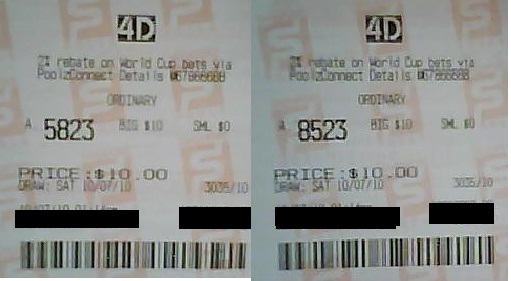 4D
2% rebate on World Cup bets via
PoolzConnect Details @67866688
ORDINARY
A 5823 BIG $10 SML $0
PRICE:$10.00
DRAW: SAT 10/07/10 3035/10
4D
2% rebate on World Cup bets via
PoolzConnect Details @67866688
ORDINARY
A 8523 BIG $10 SML $0
PRICE:$10.00
DRAW: SAT 10/07/10 3035/10